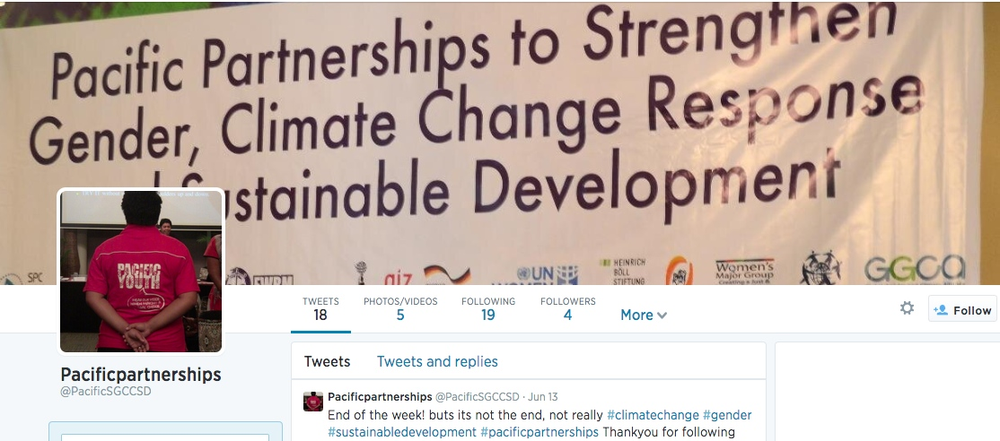 Pacific Partnerships to Strengthen
Gender, Climate Change Response
Sustainable Development
SPC
giz
UN
WOMEN
HEINRICH
BÖLL
STIFTUNG
Women's
Major Group
GGCA
PACIFIC
YOUTH
TWEETS PHOTOS/VIDEOS FOLLOWING FOLLOWERS
18 5 19 4 More Follow
Pacificpartnerships
@PacificSGCCSD
Tweets Tweets and replies
Pacificpartnerships @PacificSGCCSD · Jun 13
End of the week! buts its not the end, not really #climatechange #gender
#sustainabledevelopment #pacificpartnerships Thankyou for following